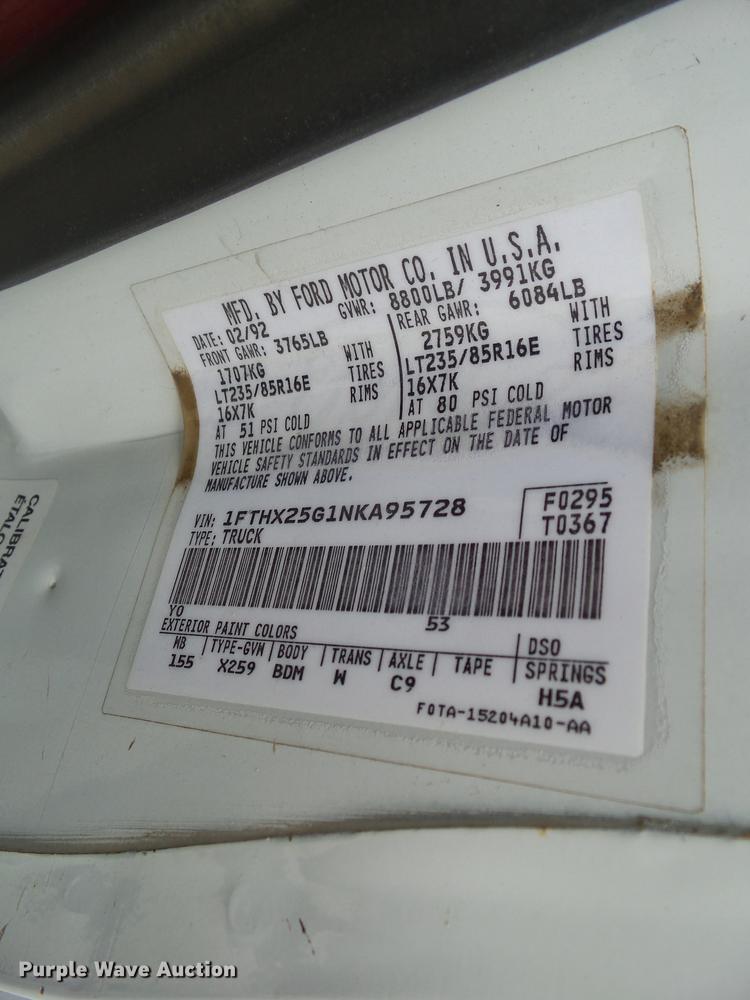 MFD. BY FORD MOTOR CO. IN U.S.A.
DATE: 02/92 GVWR: 8800LB/ 3991KG
FRONT GAWR: 3765LB REAR GAWR: 6084LB
1707KG WITH 2759KG WITH
LT235/85R16E TIRES LT235/85R16E TIRES
16X7K RIMS 16X7K RIMS
AT 51 PSI COLD AT 80 PSI COLD
THIS VEHICLE CONFORMS TO ALL APPLICABLE FEDERAL MOTOR
VEHICLE SAFETY STANDARDS IN EFFECT ON THE DATE OF
MANUFACTURE SHOWN ABOVE.
VIN: 1FTHX25G1NKA95728 F0295
TYPE: TRUCK T0367
YO 53
EXTERIOR PAINT COLORS DSO
WB TYPE-GVW BODY TRANS AXLE TAPE SPRINGS
155 X259 BDM W C9 H5A
F0TA-15204A10-AA
Purple Wave Auction